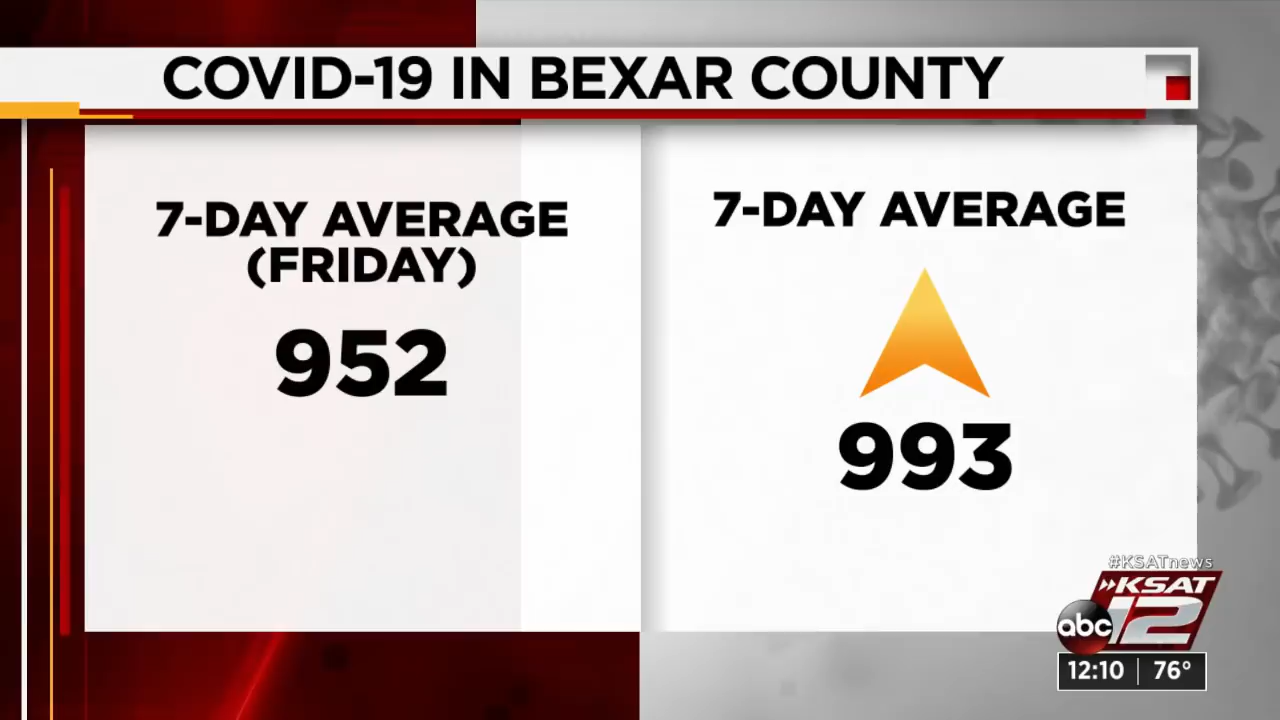 COVID-19 IN BEXAR COUNTY
7-DAY AVERAGE
(FRIDAY)
952
7-DAY AVERAGE
993
#KSATnews
KSAT
abc 12
12:10 76°